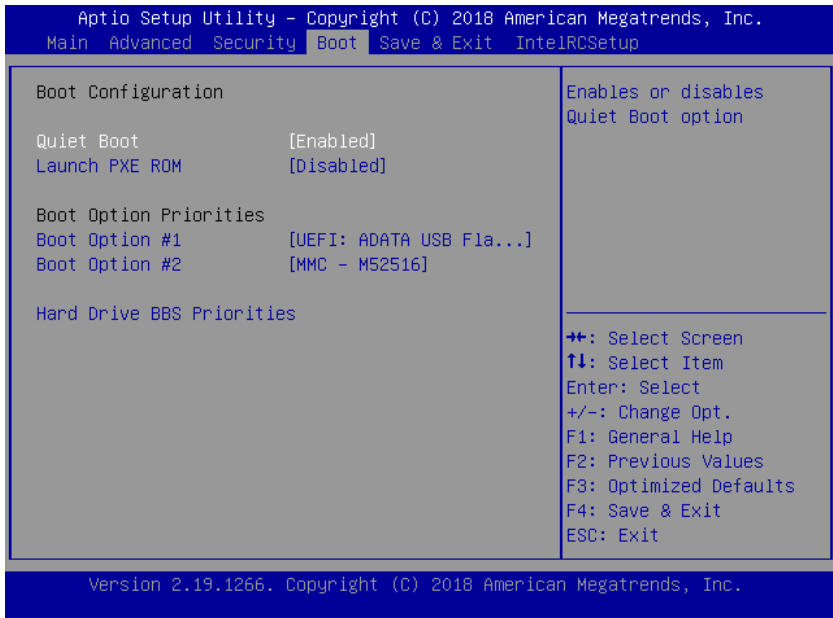 Aptio Setup Utility – Copyright (C) 2018 American Megatrends, Inc.
Main Advanced Security Boot Save & Exit IntelRCSetup
Boot Configuration
Quiet Boot [Enabled]
Launch PXE ROM [Disabled]
Boot Option Priorities
Boot Option #1 [UEFI: ADATA USB Fla...]
Boot Option #2 [MMC – M52516]
Hard Drive BBS Priorities
Enables or disables
Quiet Boot option
→←: Select Screen
↑↓: Select Item
Enter: Select
+/–: Change Opt.
F1: General Help
F2: Previous Values
F3: Optimized Defaults
F4: Save & Exit
ESC: Exit
Version 2.19.1266. Copyright (C) 2018 American Megatrends, Inc.